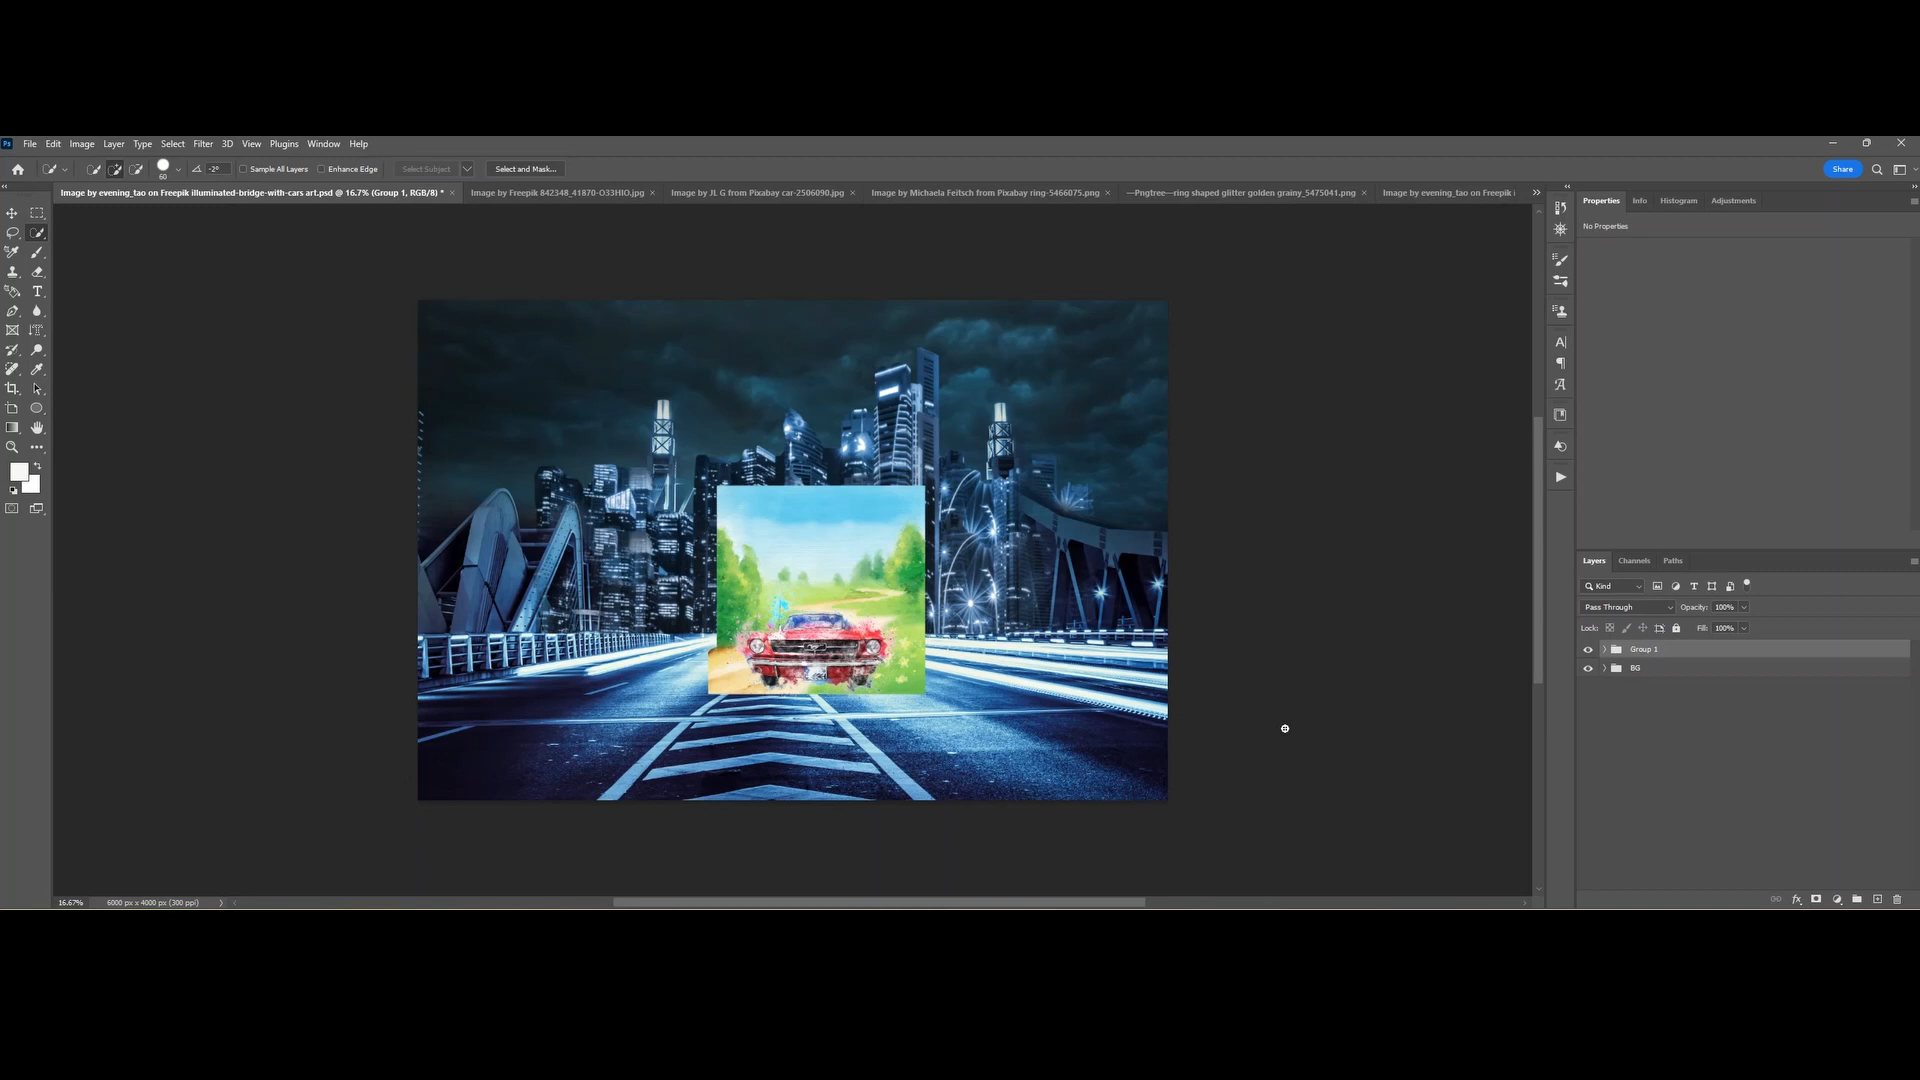 Ps File Edit Image Layer Type Select Filter 3D View Plugins Window Help
60 -2° Sample All Layers Enhance Edge Select Subject Select and Mask... Share
Image by evening_tao on Freepik illuminated-bridge-with-cars art.psd @ 16.7% (Group 1, RGB/8) * × Image by Freepik 842348_41870-O33HIO.jpg × Image by JL G from Pixabay car-2506090.jpg × Image by Michaela Feitsch from Pixabay ring-5466075.png × —Pngtree—ring shaped glitter golden grainy_5475041.png × Image by evening_tao on Freepik i
Properties Info Histogram Adjustments
No Properties
Layers Channels Paths
Kind
Pass Through Opacity: 100%
Lock: Fill: 100%
Group 1
BG
16.67% 6000 px x 4000 px (300 ppi)